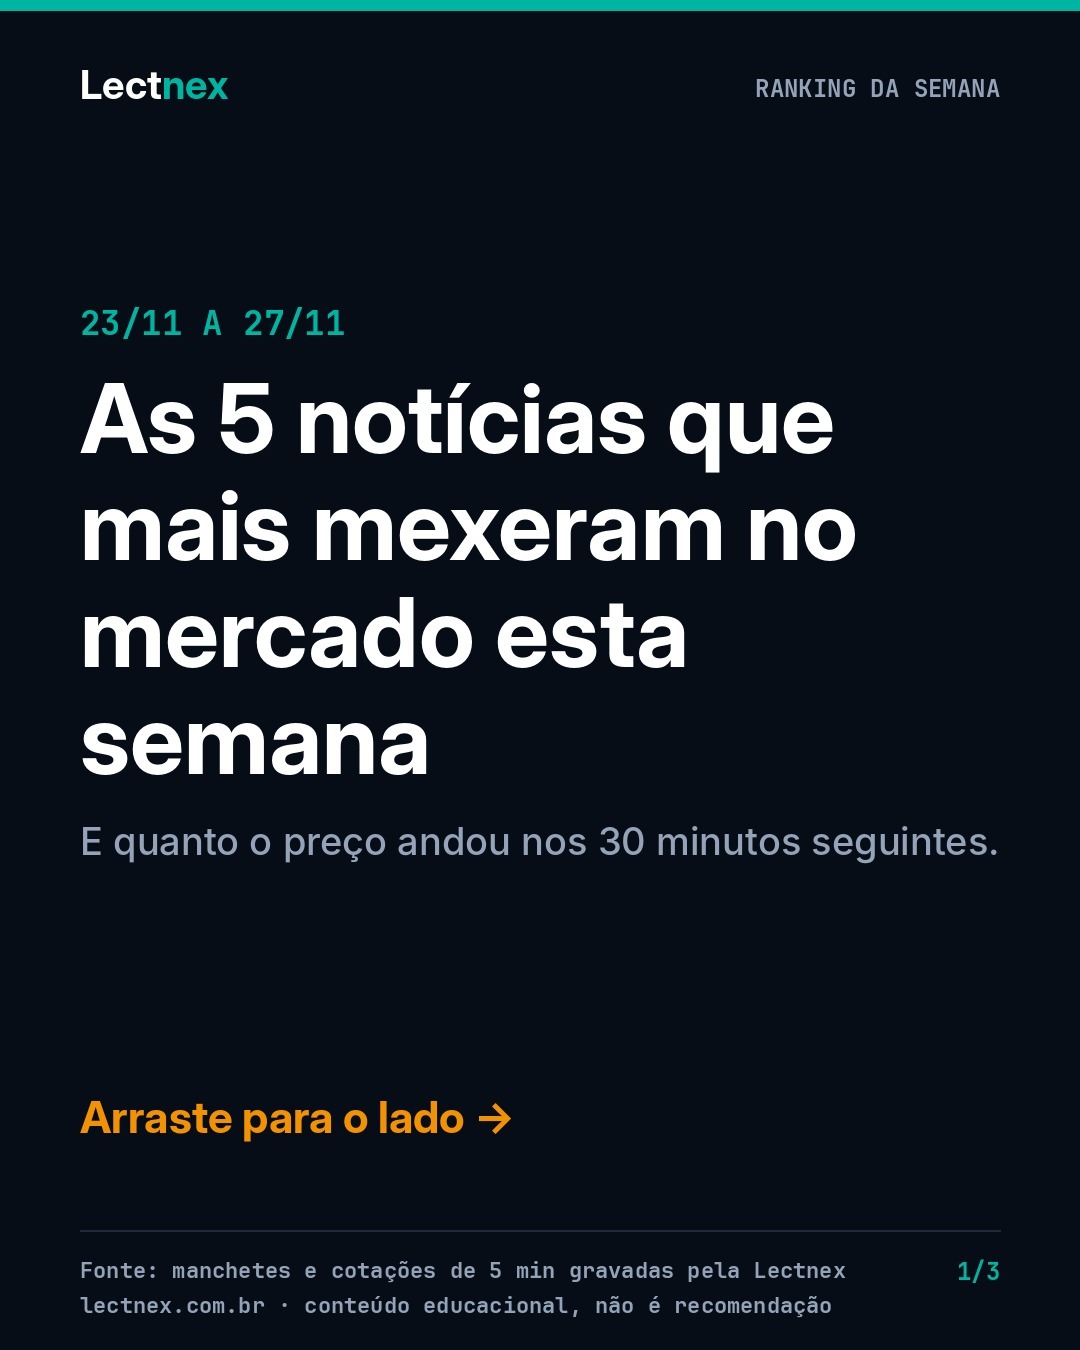 Lectnex
RANKING DA SEMANA
23/11 A 27/11
As 5 notícias que
mais mexeram no
mercado esta
semana
E quanto o preço andou nos 30 minutos seguintes.
Arraste para o lado →
Fonte: manchetes e cotações de 5 min gravadas pela Lectnex
1/3
lectnex.com.br · conteúdo educacional, não é recomendação